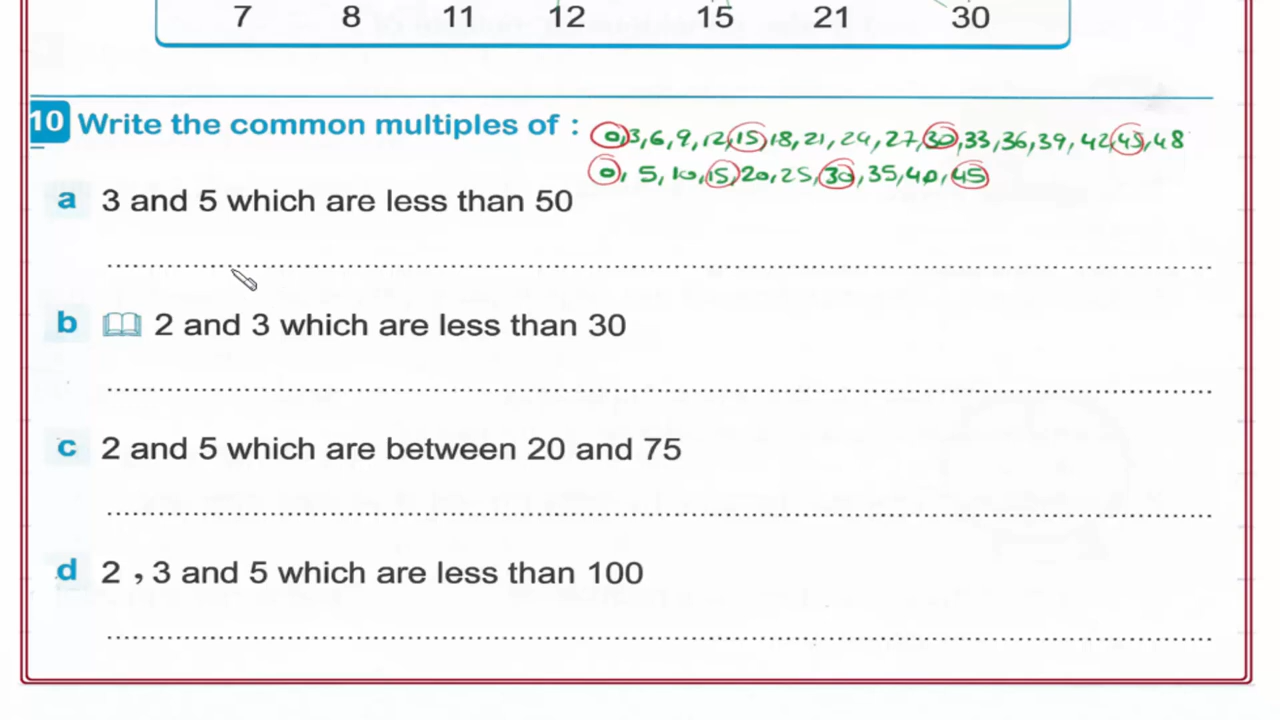 7 8 11 12 15 21 30
10 Write the common multiples of : 0,3,6,9,12,15,18,21,24,27,30,33,36,39,42,45,48
0, 5, 10, 15, 20, 25, 30, 35, 40, 45
a 3 and 5 which are less than 50
b 2 and 3 which are less than 30
c 2 and 5 which are between 20 and 75
d 2 , 3 and 5 which are less than 100